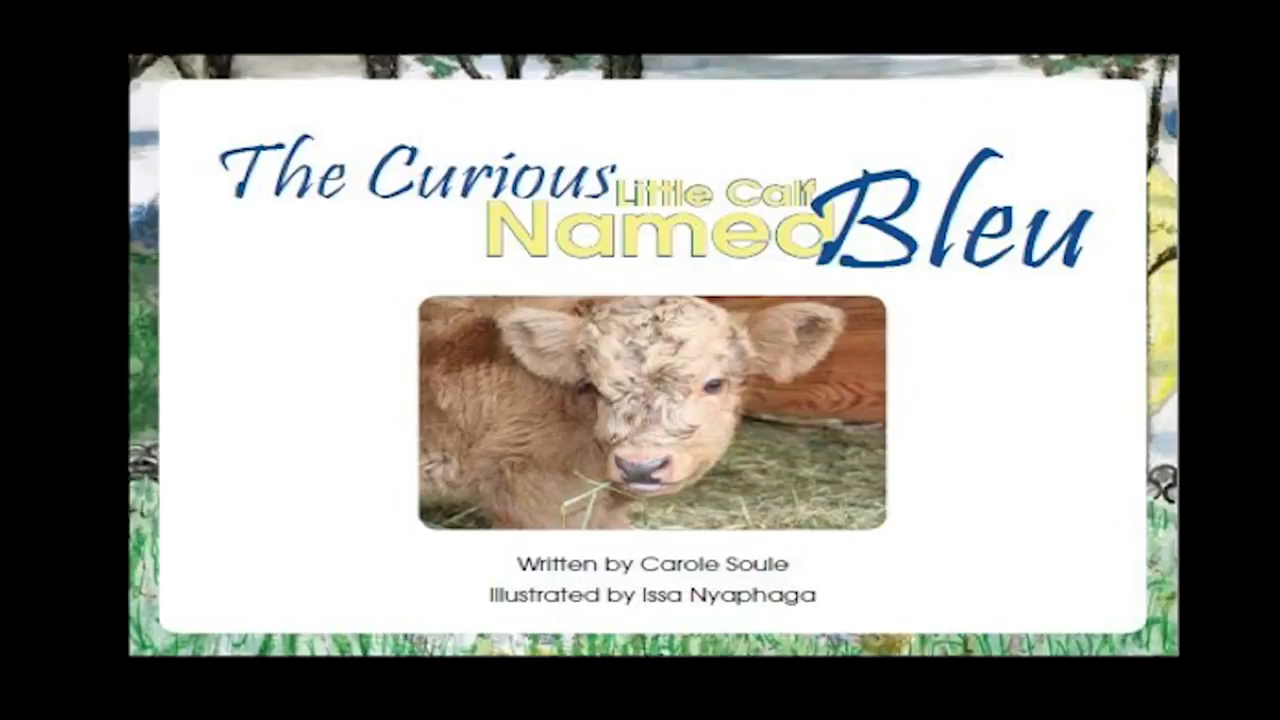 The Curious Little Calf
Named Bleu
Written by Carole Soule
Illustrated by Issa Nyaphaga